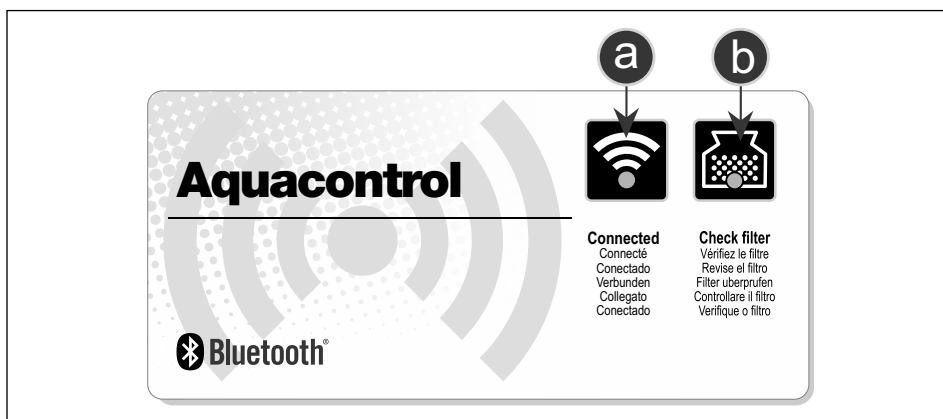 a
b
Aquacontrol
Connected
Connecté
Conectado
Verbunden
Collegato
Conectado
Check filter
Vérifiez le filtre
Revise el filtro
Filter uberprufen
Controllare il filtro
Verifique o filtro
Bluetooth®